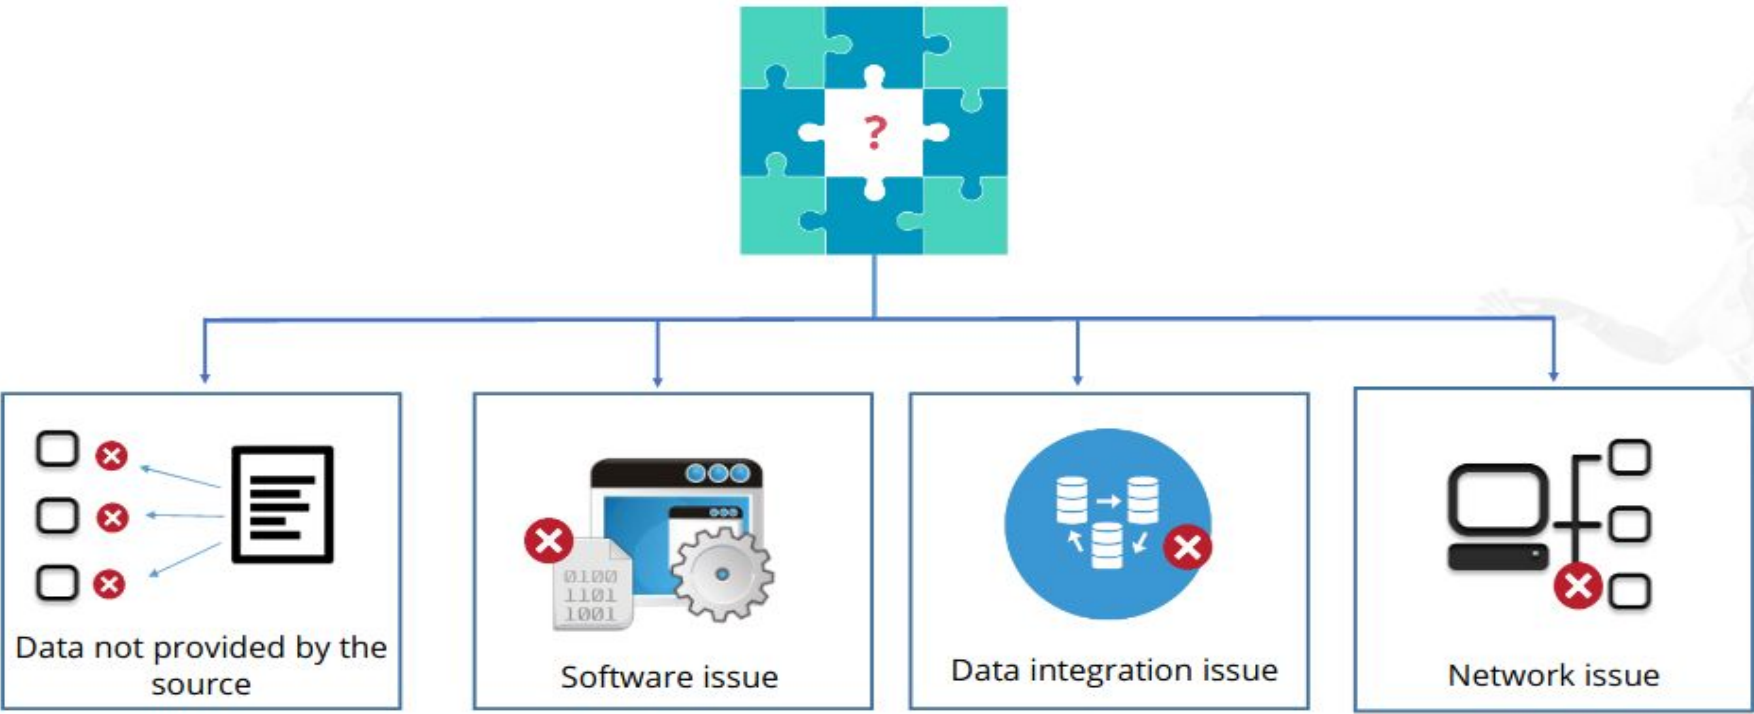 ?
0100
1101
1001
Data not provided by the
source
Software issue
Data integration issue
Network issue